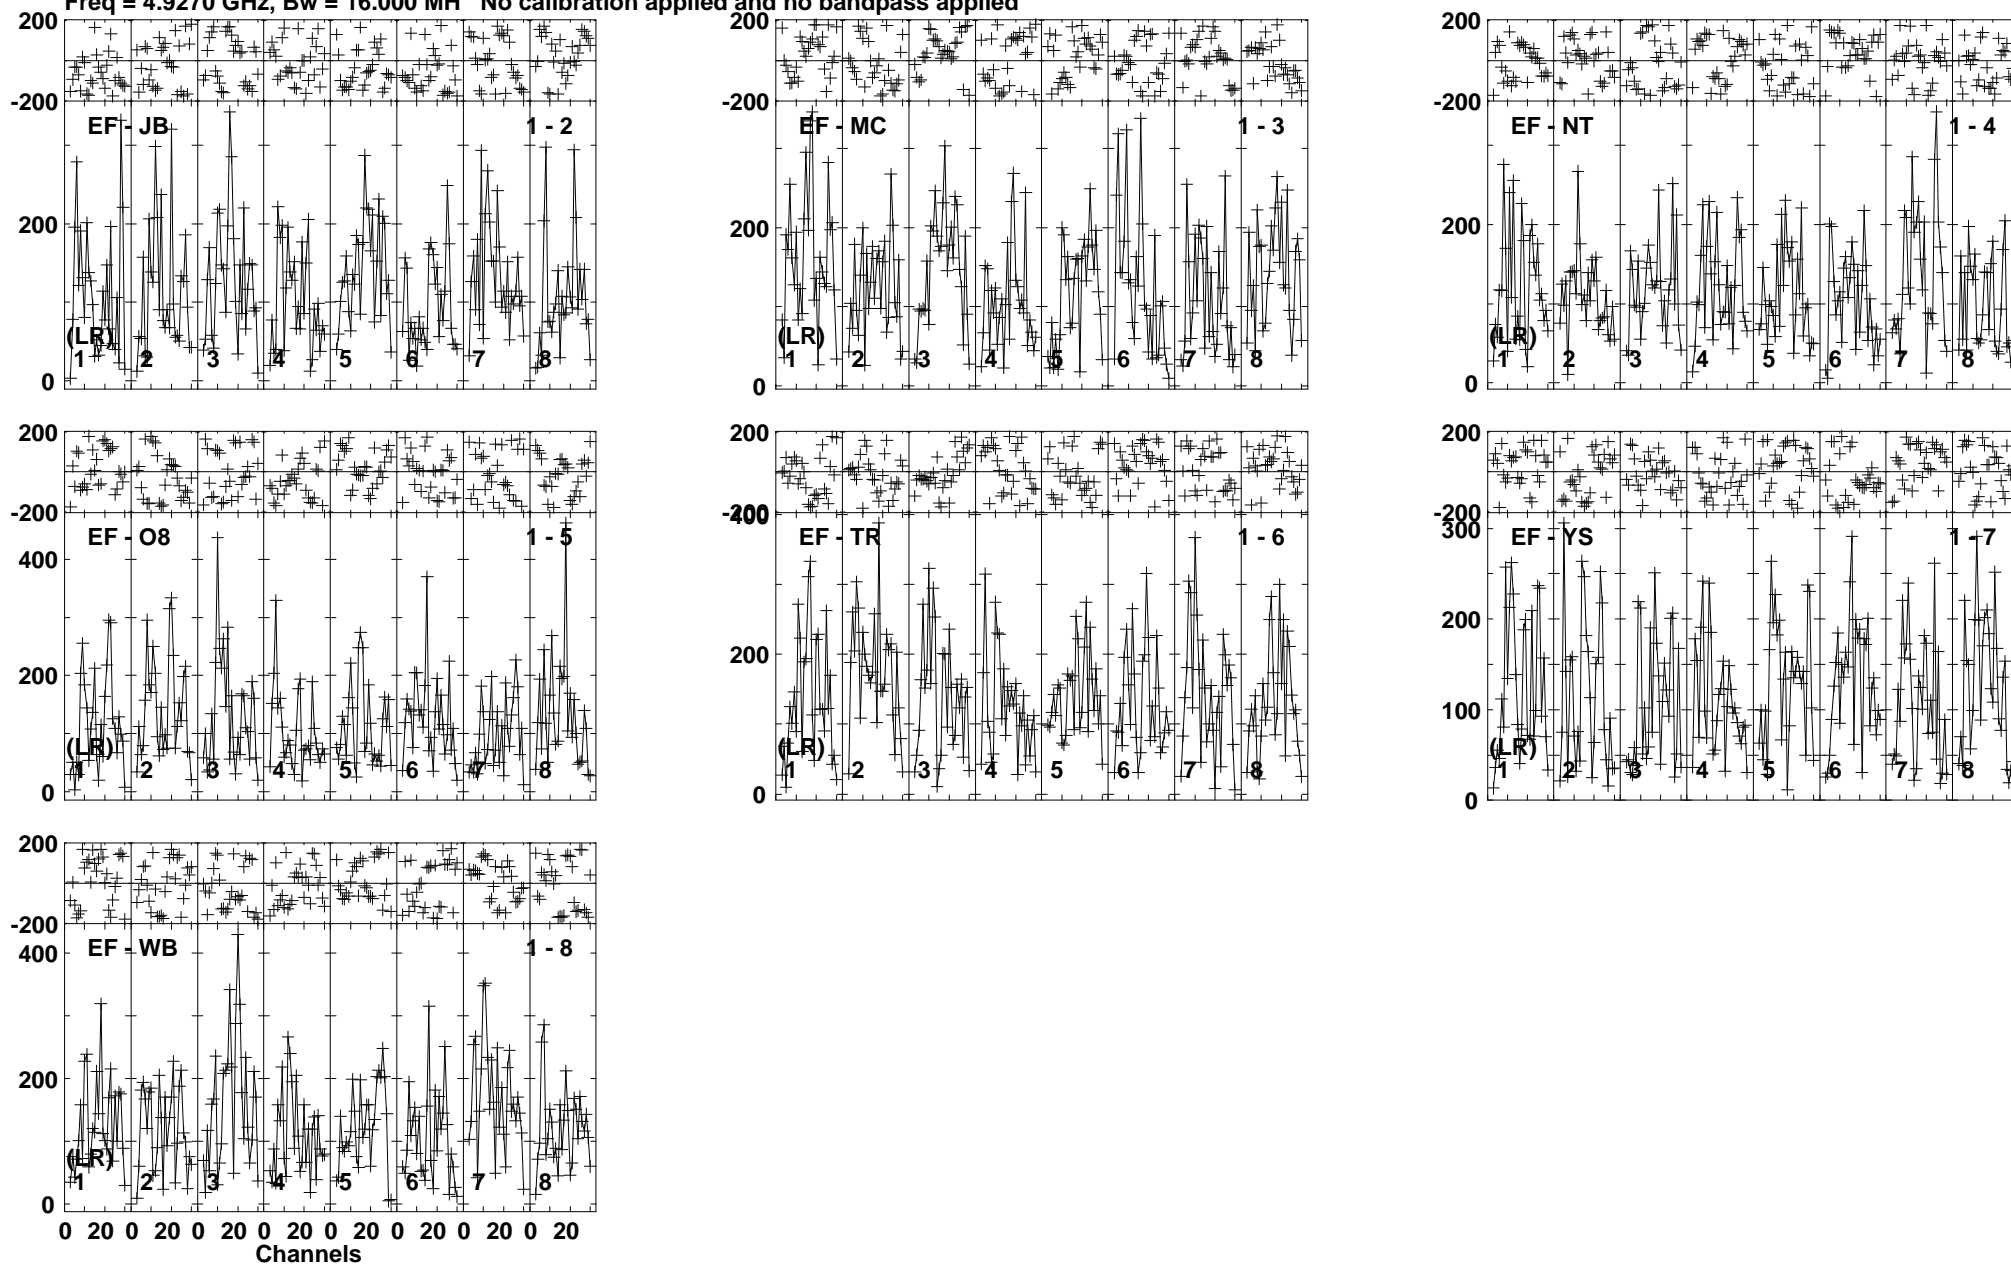 Freq = 4.9270 GHz, Bw = 16.000 MH No calibration applied and no bandpass applied
200
-200
EF - JB 1 - 2
200
(LR)
1 2 3 4 5 6 7 8
0
200
-200
EF - MC 1 - 3
200
(LR)
1 2 3 4 5 6 7 8
0
200
-200
EF - NT 1 - 4
200
(LR)
1 2 3 4 5 6 7 8
0
200
-200
EF - O8 1 - 5
400
200
(LR)
1 2 3 4 5 6 7 8
0
200
-200
400
EF - TR 1 - 6
200
(LR)
1 2 3 4 5 6 7 8
0
200
-200
300
EF - YS 1 - 7
200
100
(LR)
1 2 3 4 5 6 7 8
0
200
-200
EF - WB 1 - 8
400
200
(LR)
1 2 3 4 5 6 7 8
0
0 20 0 20 0 20 0 20 0 20 0 20 0 20 0 20
Channels